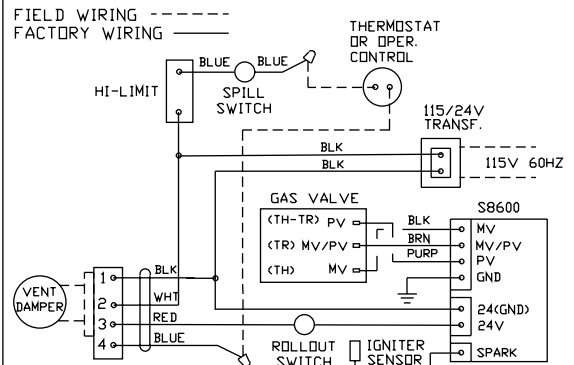 FIELD WIRING
FACTORY WIRING
THERMOSTAT
OR OPER.
CONTROL
BLUE
BLUE
HI-LIMIT
SPILL
SWITCH
115/24V
TRANSF.
BLK
BLK
115V 60HZ
GAS VALVE
(TH-TR) PV
(TR) MV/PV
(TH) MV
BLK
BRN
PURP
S8600
MV
MV/PV
PV
GND
24(GND)
24V
SPARK
VENT
DAMPER
1
2
3
4
BLK
WHT
RED
BLUE
ROLLOUT
SWITCH
IGNITER
SENSOR